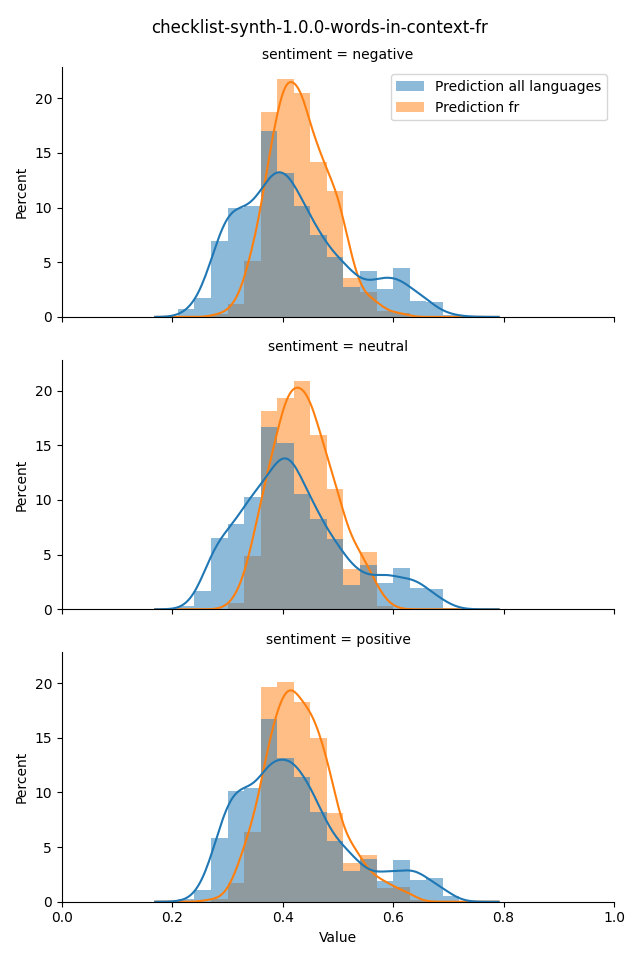 checklist-synth-1.0.0-words-in-context-fr
sentiment = negative
Prediction all languages
Prediction fr
20
15
10
5
0
Percent
sentiment = neutral
20
15
10
5
0
Percent
sentiment = positive
20
15
10
5
0
Percent
0.0 0.2 0.4 0.6 0.8 1.0
Value